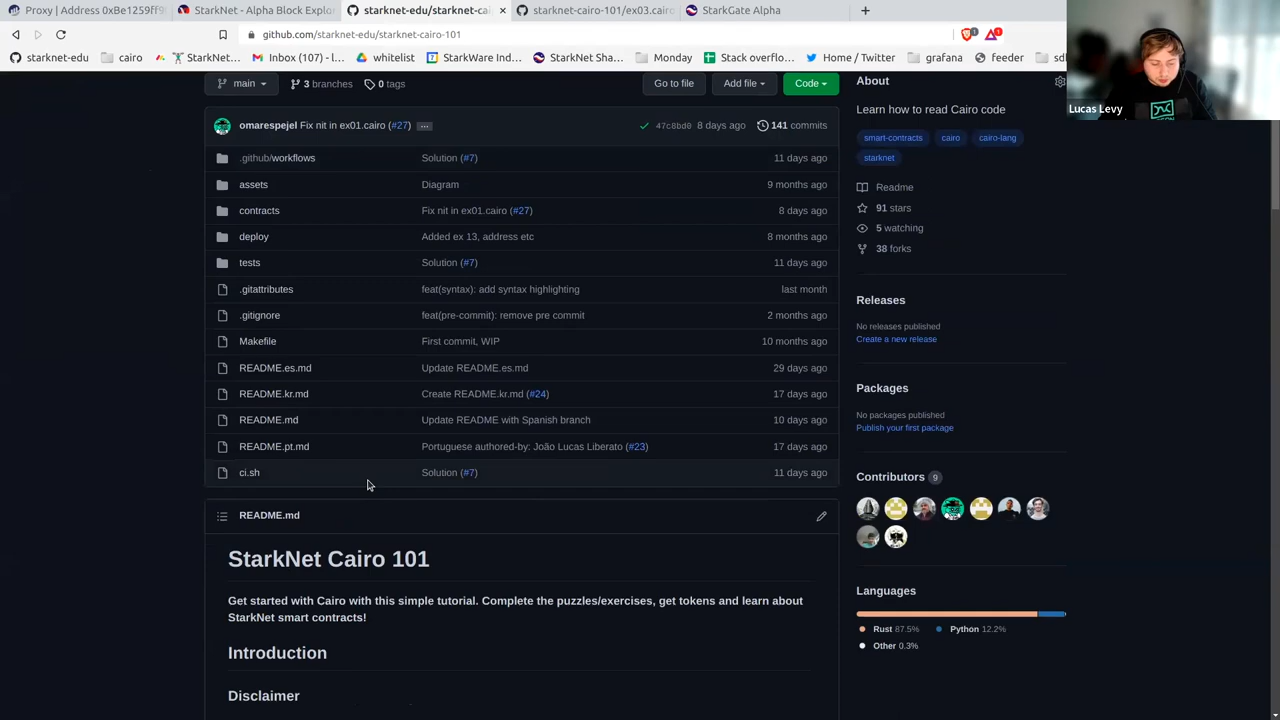 Proxy | Address 0xBe1259ff9
StarkNet - Alpha Block Explor
starknet-edu/starknet-cai
starknet-cairo-101/ex03.cairo
StarkGate Alpha
github.com/starknet-edu/starknet-cairo-101
starknet-edu
cairo
StarkNet...
Inbox (107) - l...
whitelist
StarkWare Ind...
StarkNet Sha...
Monday
Stack overflo...
Home / Twitter
grafana
feeder
Lucas Levy
main
3 branches
0 tags
Go to file
Add file
Code
About
Learn how to read Cairo code
smart-contracts
cairo
cairo-lang
starknet
Readme
91 stars
5 watching
38 forks
omarespejel Fix nit in ex01.cairo (#27) ... 47c8bd0 8 days ago 141 commits
.github/workflows Solution (#7) 11 days ago
assets Diagram 9 months ago
contracts Fix nit in ex01.cairo (#27) 8 days ago
deploy Added ex 13, address etc 8 months ago
tests Solution (#7) 11 days ago
.gitattributes feat(syntax): add syntax highlighting last month
.gitignore feat(pre-commit): remove pre commit 2 months ago
Makefile First commit, WIP 10 months ago
README.es.md Update README.es.md 29 days ago
README.kr.md Create README.kr.md (#24) 17 days ago
README.md Update README with Spanish branch 10 days ago
README.pt.md Portuguese authored-by: João Lucas Liberato (#23) 17 days ago
ci.sh Solution (#7) 11 days ago
Releases
No releases published
Create a new release
Packages
No packages published
Publish your first package
Contributors 9
Languages
Rust 87.5%
Python 12.2%
Other 0.3%
README.md
StarkNet Cairo 101
Get started with Cairo with this simple tutorial. Complete the puzzles/exercises, get tokens and learn about
StarkNet smart contracts!
Introduction
Disclaimer